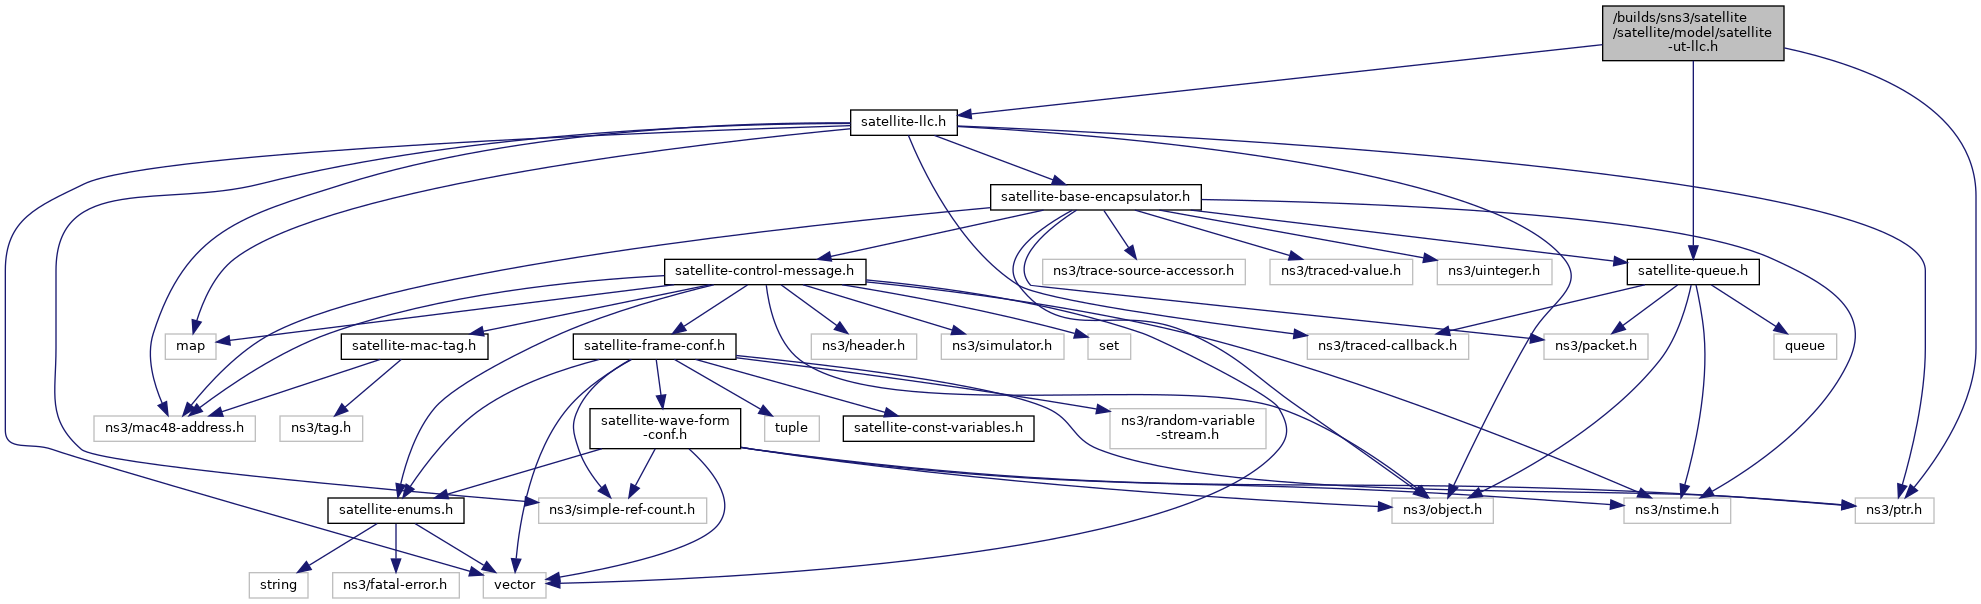 /builds/sns3/satellite
/satellite/model/satellite
-ut-llc.h
satellite-llc.h
satellite-base-encapsulator.h
satellite-control-message.h
ns3/trace-source-accessor.h
ns3/traced-value.h
ns3/uinteger.h
satellite-queue.h
map
satellite-mac-tag.h
satellite-frame-conf.h
ns3/header.h
ns3/simulator.h
set
ns3/traced-callback.h
ns3/packet.h
queue
ns3/mac48-address.h
ns3/tag.h
satellite-wave-form
-conf.h
tuple
satellite-const-variables.h
ns3/random-variable
-stream.h
satellite-enums.h
ns3/simple-ref-count.h
ns3/object.h
ns3/nstime.h
ns3/ptr.h
string
ns3/fatal-error.h
vector